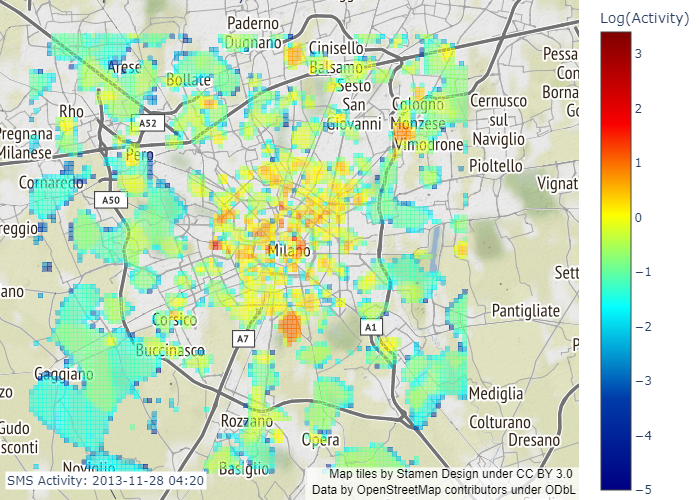 Log(Activity)
3
2
1
0
−1
−2
−3
−4
−5
Paderno
Dugnano
Cinisello
Balsamo
Arese
Bollate
Sesto
San
Giovanni
Pessa
Con
Borna
Go
Rho
A52
Cologno
Monzese
Cernusco
sul
Naviglio
Pregnana
Milanese
Pero
Vimodrone
Pioltello
Cornaredo
Vignat
A50
reggio
Milano
Sett
ano
Pantigliate
Corsico
A7
A1
P
Buccinasco
Gaggiano
Mediglia
zo
Rozzano
Colturano
Gudo
Dresano
sconti
Opera
Noviglio
Basiglio
SMS Activity: 2013-11-28 04:20
Map tiles by Stamen Design under CC BY 3.0
Data by OpenStreetMap contributors under ODbL